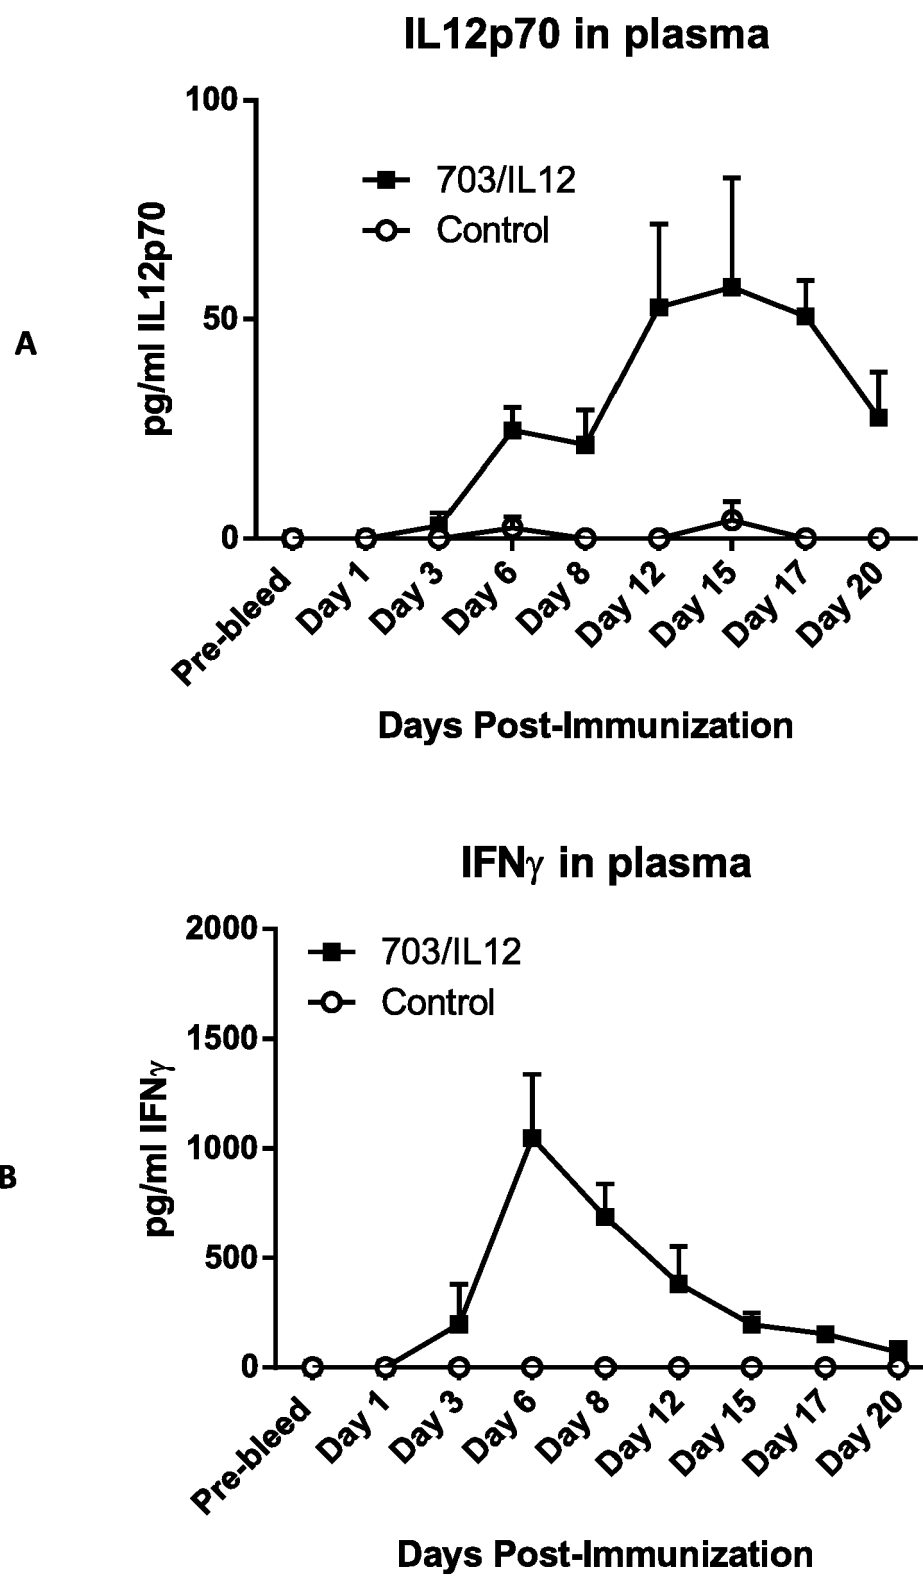 IL12p70 in plasma
100
703/IL12
Control
pg/ml IL12p70
A
50
0
Pre-bleed
Day 1
Day 3
Day 6
Day 8
Day 12
Day 15
Day 17
Day 20
Days Post-Immunization
IFNγ in plasma
2000
703/IL12
Control
1500
pg/ml IFNγ
1000
B
500
0
Pre-bleed
Day 1
Day 3
Day 6
Day 8
Day 12
Day 15
Day 17
Day 20
Days Post-Immunization